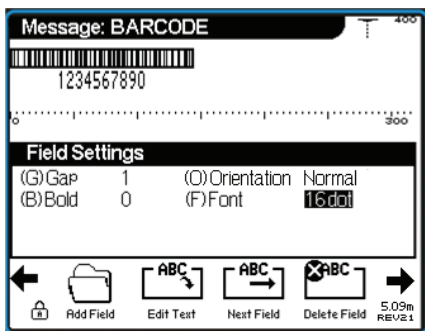 Message: BARCODE
400
1234567890
0
300
Field Settings
(G)Gap 1 (O)Orientation Normal
(B)Bold 0 (F)Font 16dot
ABC ABC ABC
Add Field Edit Text Next Field Delete Field 5.09m
REV21